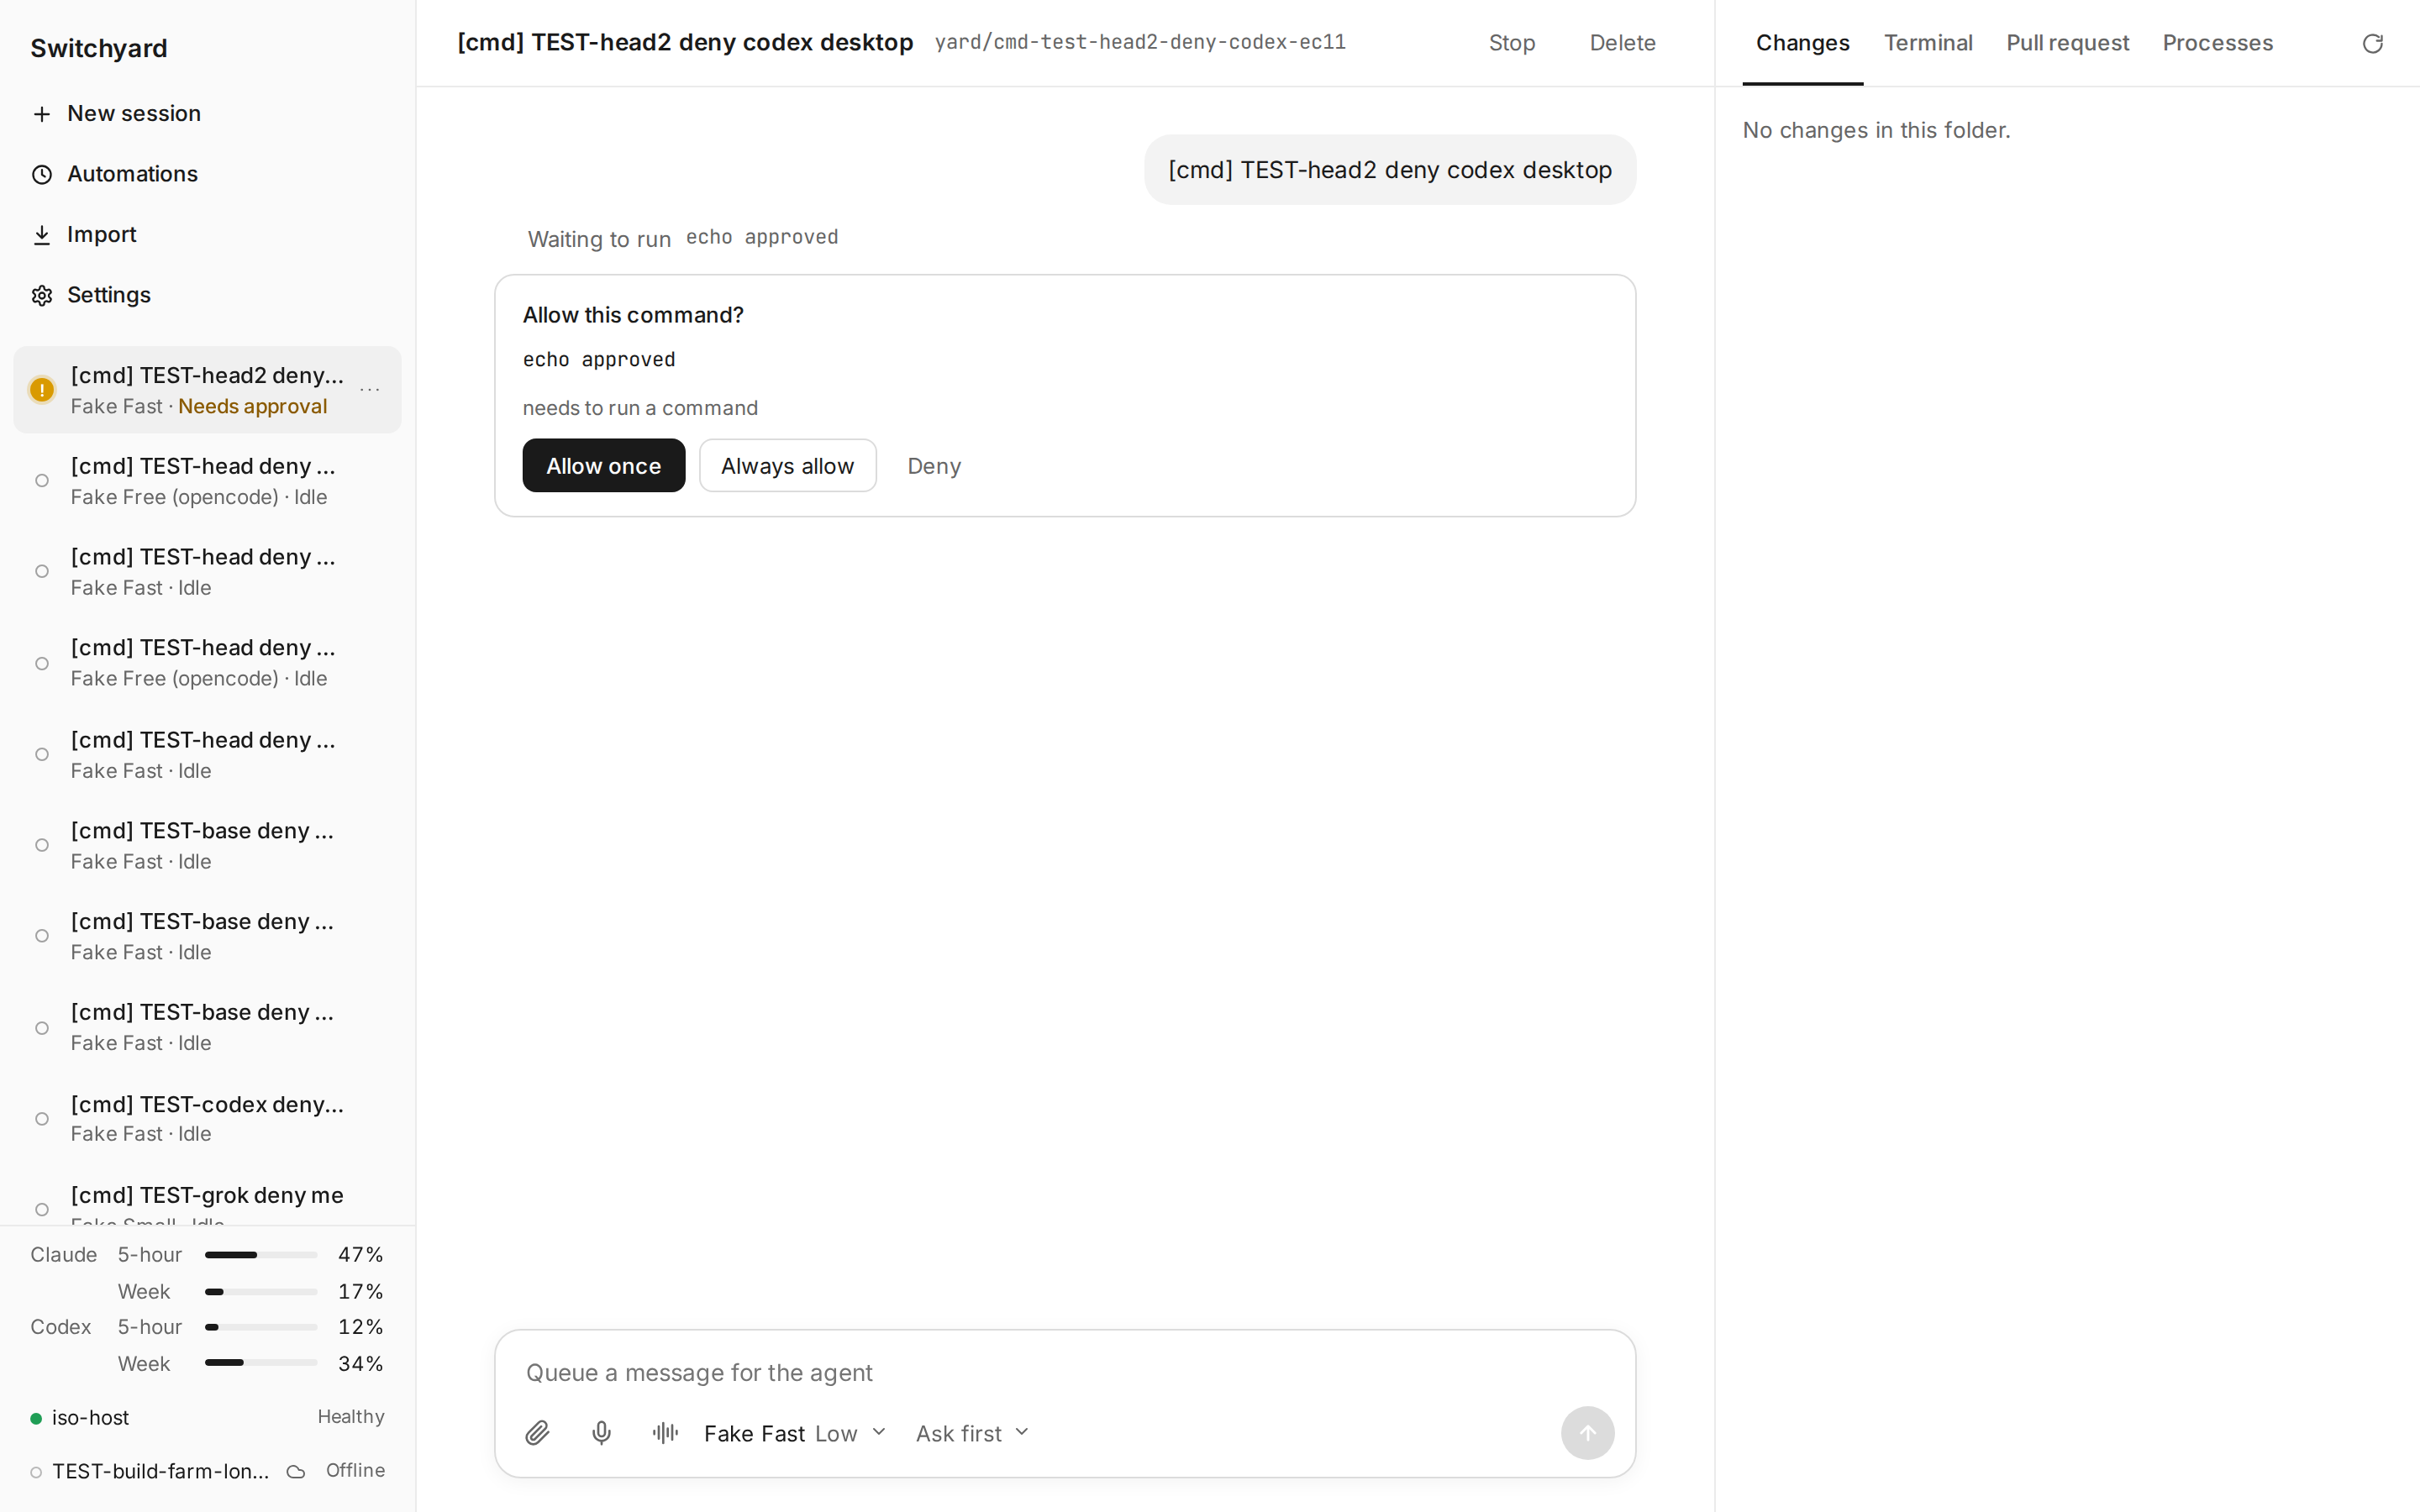 Switchyard
New session
Automations
Import
Settings
[cmd] TEST-head2 deny...
Fake Fast · Needs approval
[cmd] TEST-head deny ...
Fake Free (opencode) · Idle
[cmd] TEST-head deny ...
Fake Fast · Idle
[cmd] TEST-head deny ...
Fake Free (opencode) · Idle
[cmd] TEST-head deny ...
Fake Fast · Idle
[cmd] TEST-base deny ...
Fake Fast · Idle
[cmd] TEST-base deny ...
Fake Fast · Idle
[cmd] TEST-base deny ...
Fake Fast · Idle
[cmd] TEST-codex deny...
Fake Fast · Idle
[cmd] TEST-grok deny me
Fake Small · Idle
Claude 5-hour 47%
Week 17%
Codex 5-hour 12%
Week 34%
iso-host Healthy
TEST-build-farm-lon... Offline
[cmd] TEST-head2 deny codex desktop yard/cmd-test-head2-deny-codex-ec11 Stop Delete
[cmd] TEST-head2 deny codex desktop
Waiting to run echo approved
Allow this command?
echo approved
needs to run a command
Allow once Always allow Deny
Queue a message for the agent
Fake Fast Low Ask first
Changes Terminal Pull request Processes
No changes in this folder.